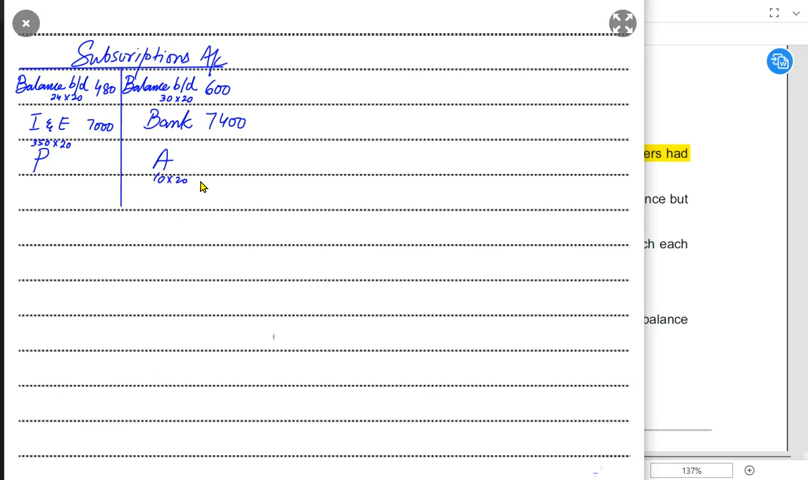 Subscriptions A/c
Balance b/d 480 Balance b/d 600
24 x 20 30 x 20
I & E 7000 Bank 7400
350 x 20
P A
10 x 20
ers had
nce but
ch each
balance
137%